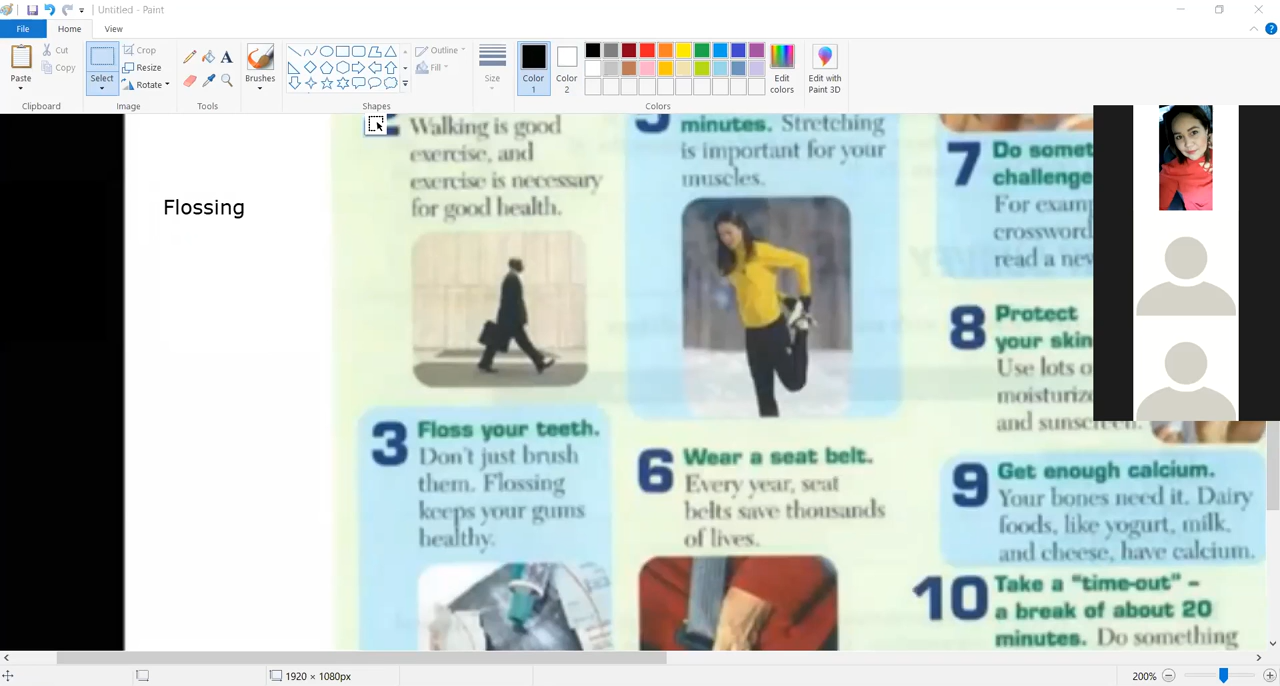 Untitled - Paint
File
Home
View
Paste
Cut
Copy
Clipboard
Select
Crop
Resize
Rotate
Image
Tools
Brushes
Shapes
Outline
Fill
Size
Color
1
Color
2
Colors
Edit
colors
Edit with
Paint 3D
Flossing
Walking is good
exercise, and
exercise is necessary
for good health.
3 Floss your teeth.
Don't just brush
them. Flossing
keeps your gums
healthy.
minutes. Stretching
is important for your
muscles.
6 Wear a seat belt.
Every year, seat
belts save thousands
of lives.
7 Do
For
crossword
read a
8 Protect
your skin
Use lots
and
9 Get enough calcium.
Your bones need it. Dairy
foods, like yogurt, milk,
and cheese, have calcium.
10 Take a "time-out" –
a break of about 20
minutes. Do something
1920 × 1080px
200%